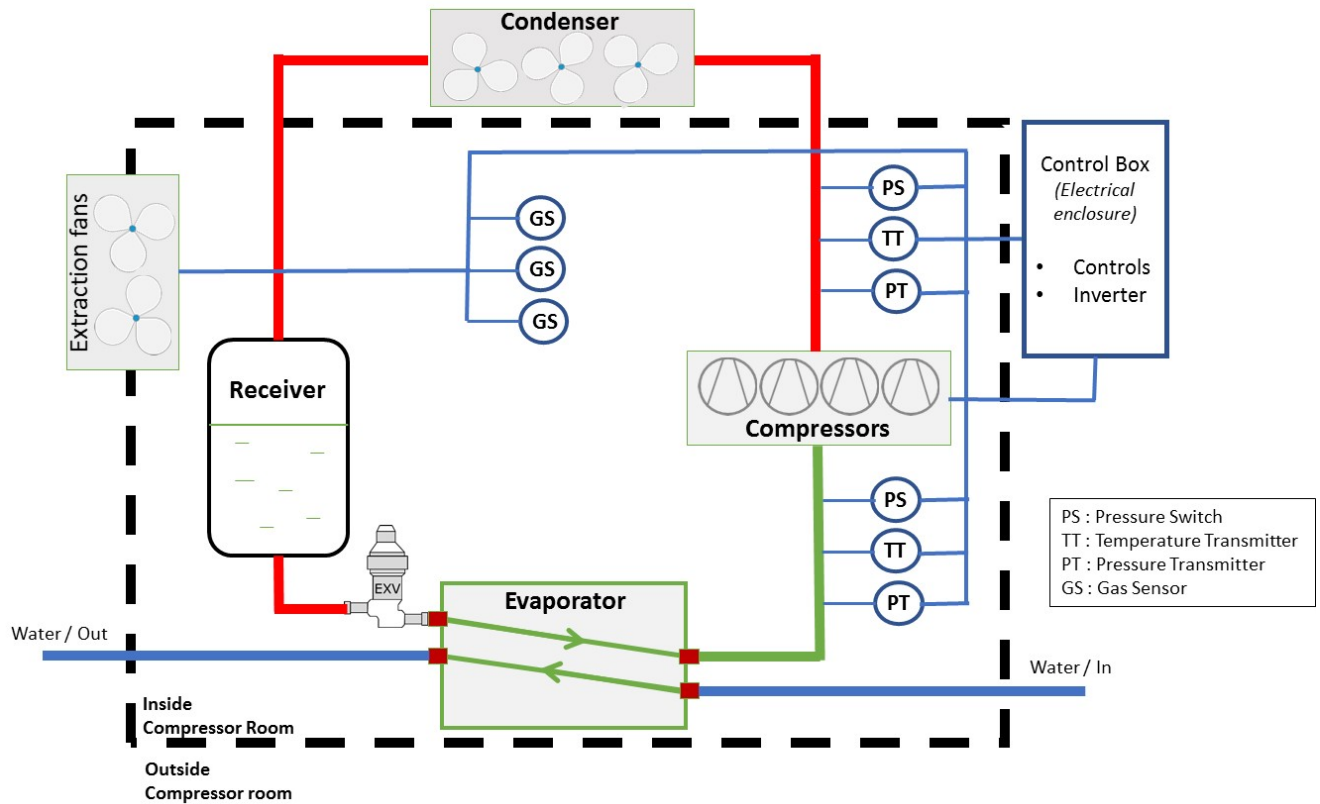 Condenser
Extraction fans
GS
GS
GS
PS
TT
PT
Control Box
(Electrical
enclosure)
• Controls
• Inverter
Receiver
Compressors
PS
TT
PT
PS : Pressure Switch
TT : Temperature Transmitter
PT : Pressure Transmitter
GS : Gas Sensor
EXV
Evaporator
Water / Out
Water / In
Inside
Compressor Room
Outside
Compressor room